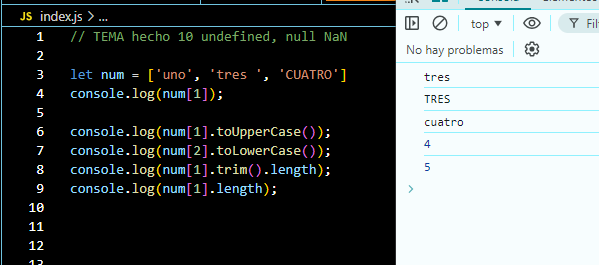 JS index.js > ...
1 // TEMA hecho 10 undefined, null NaN
2
3 let num = ['uno', 'tres ', 'CUATRO']
4 console.log(num[1]);
5
6 console.log(num[1].toUpperCase());
7 console.log(num[2].toLowerCase());
8 console.log(num[1].trim().length);
9 console.log(num[1].length);
10
11
12
13
top
No hay problemas
tres
TRES
cuatro
4
5
>